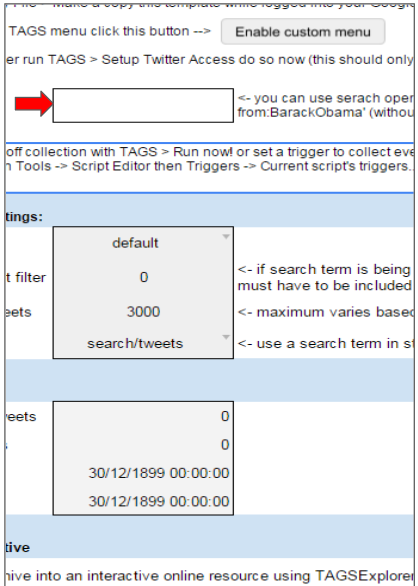 File > Make a copy this template while logged into your Googl
TAGS menu click this button --> Enable custom menu
er run TAGS > Setup Twitter Access do so now (this should only
<- you can use serach oper
from:BarackObama' (withou
off collection with TAGS > Run now! or set a trigger to collect eve
n Tools -> Script Editor then Triggers -> Current script's triggers..
tings:
default
t filter 0 <- if search term is being
must have to be included
eets 3000 <- maximum varies based
search/tweets <- use a search term in st
veets 0
s 0
30/12/1899 00:00:00
30/12/1899 00:00:00
tive
hive into an interactive online resource using TAGSExplorer